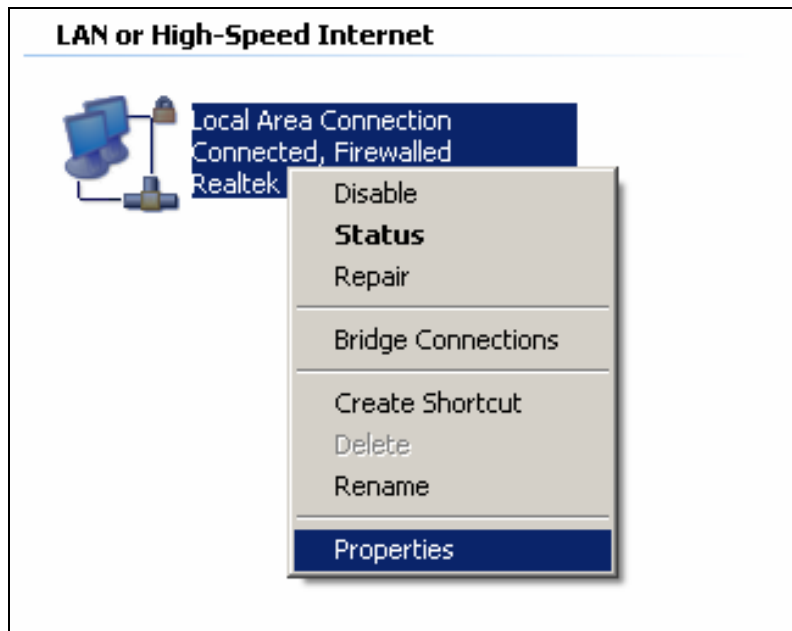 LAN or High-Speed Internet
Local Area Connection
Connected, Firewalled
Realtek
Disable
Status
Repair
Bridge Connections
Create Shortcut
Delete
Rename
Properties